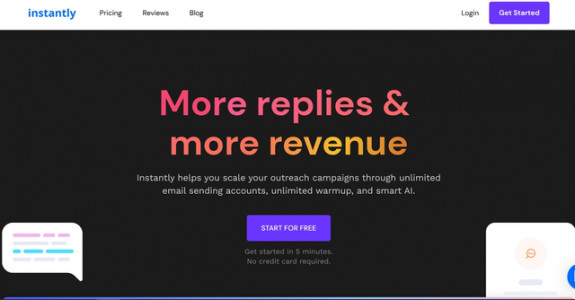 instantly
Pricing
Reviews
Blog
Login
Get Started
More replies &
more revenue
Instantly helps you scale your outreach campaigns through unlimited
email sending accounts, unlimited warmup, and smart AI.
START FOR FREE
Get started in 5 minutes.
No credit card required.